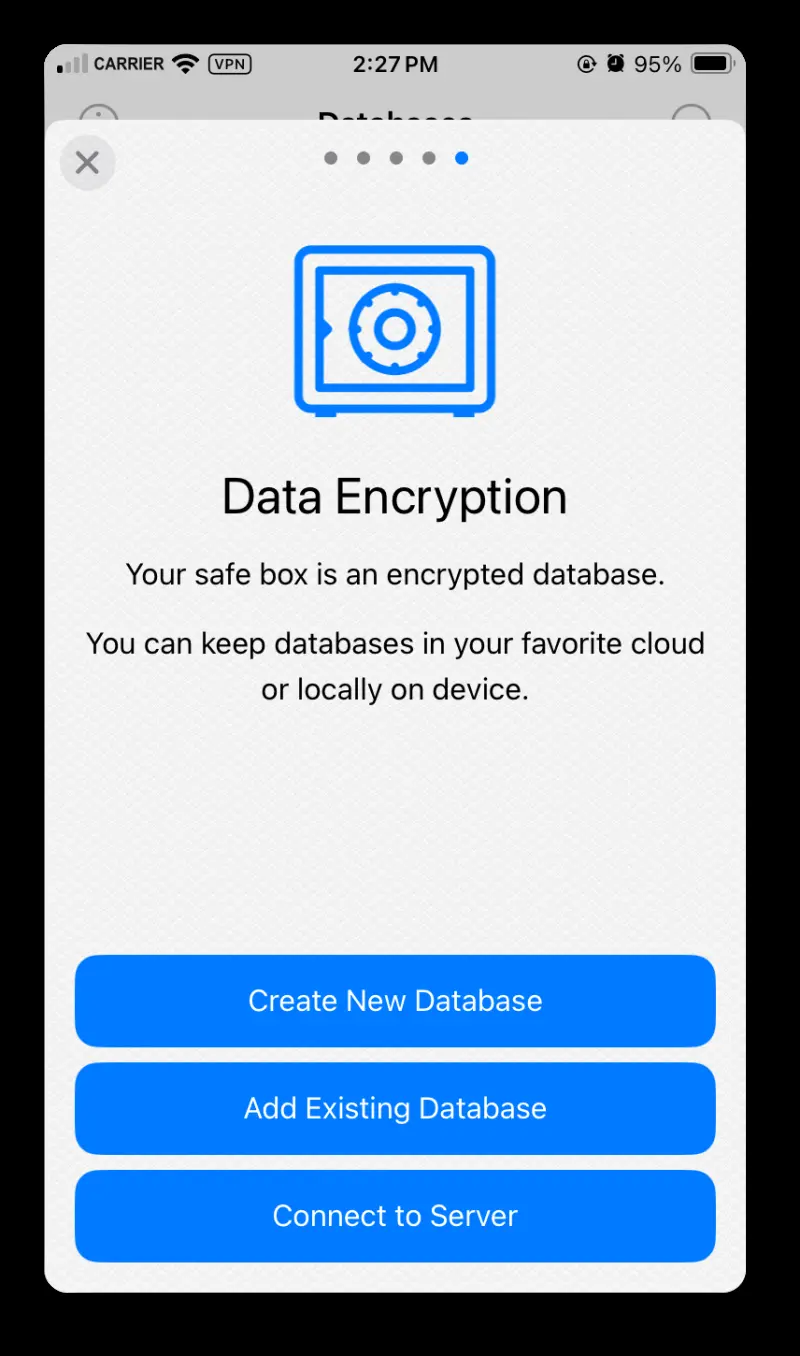 CARRIER VPN 2:27 PM 95%
Databases
Data Encryption
Your safe box is an encrypted database.
You can keep databases in your favorite cloud
or locally on device.
Create New Database
Add Existing Database
Connect to Server